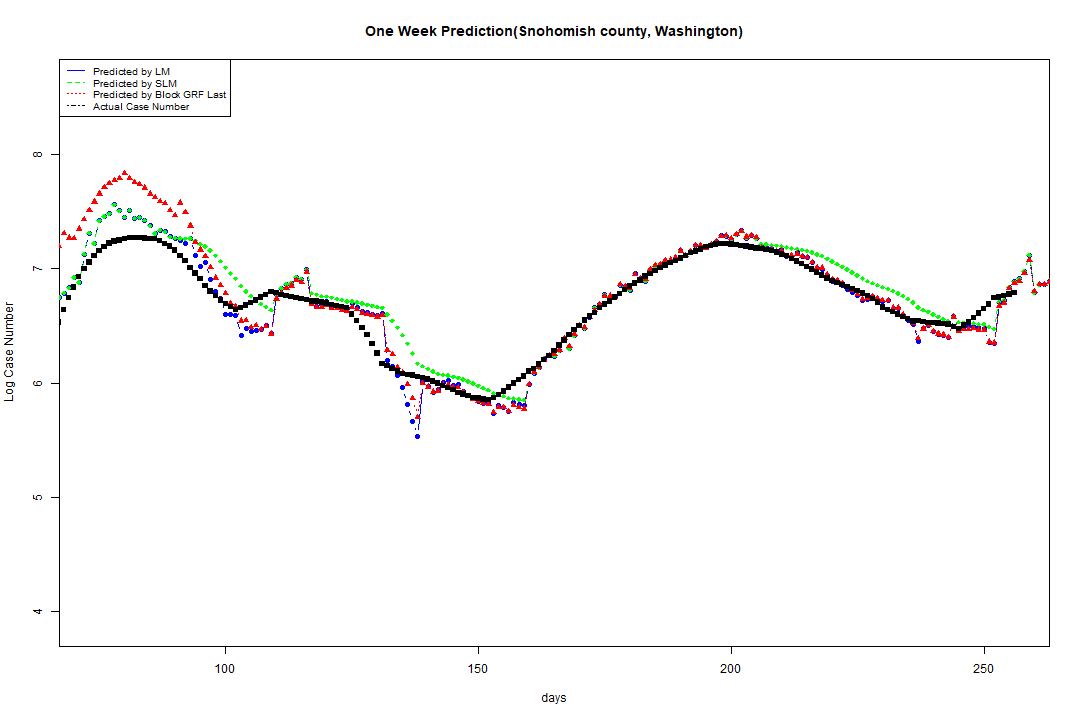 One Week Prediction(Snohomish county, Washington)
Predicted by LM
Predicted by SLM
Predicted by Block GRF Last
Actual Case Number
8
7
6
5
4
Log Case Number
100 150 200 250
days